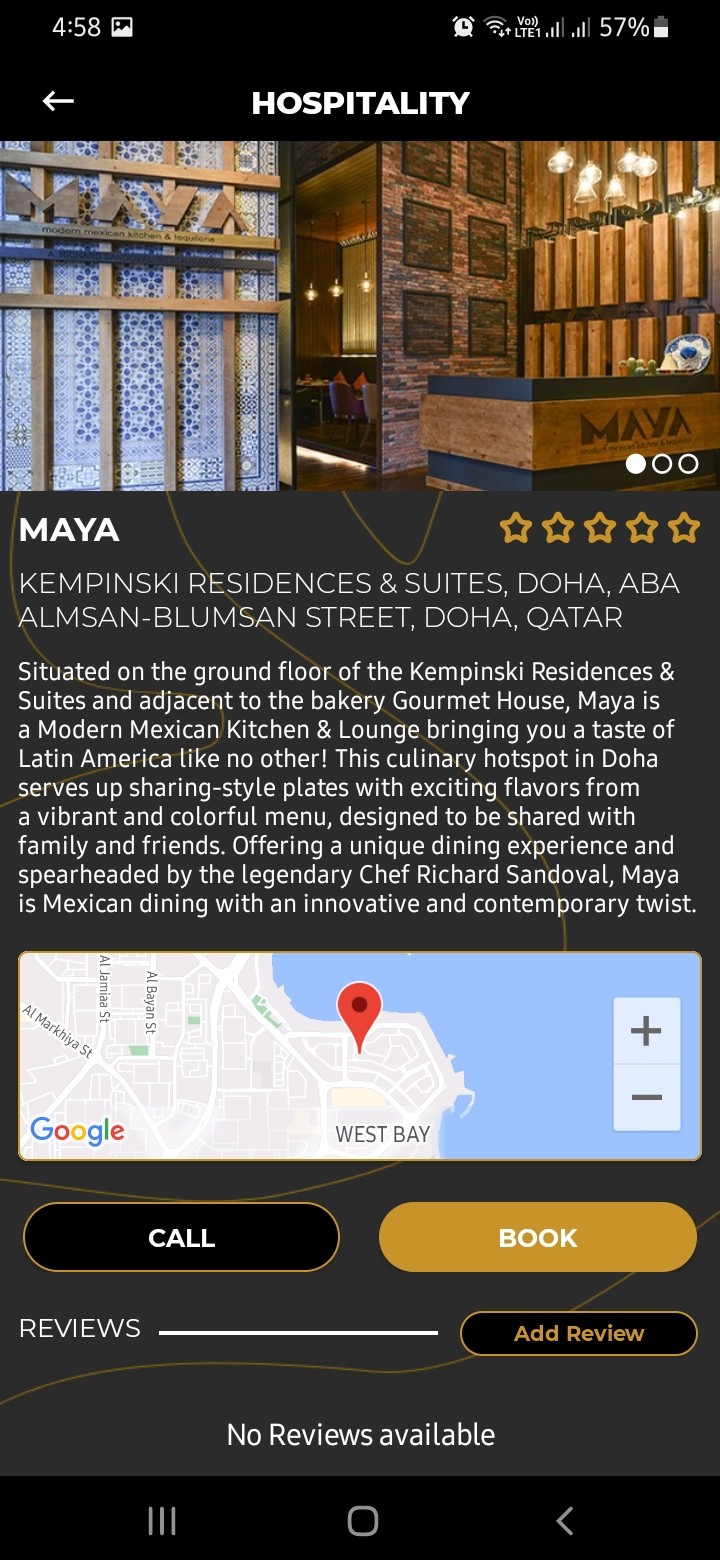 4:58
Vo))
LTE1
57%
HOSPITALITY
MAYA
modern mexican kitchen & tequileria
MAYA
modern mexican kitchen & tequileria
MAYA
KEMPINSKI RESIDENCES & SUITES, DOHA, ABA
ALMSAN-BLUMSAN STREET, DOHA, QATAR
Situated on the ground floor of the Kempinski Residences &
Suites and adjacent to the bakery Gourmet House, Maya is
a Modern Mexican Kitchen & Lounge bringing you a taste of
Latin America like no other! This culinary hotspot in Doha
serves up sharing-style plates with exciting flavors from
a vibrant and colorful menu, designed to be shared with
family and friends. Offering a unique dining experience and
spearheaded by the legendary Chef Richard Sandoval, Maya
is Mexican dining with an innovative and contemporary twist.
Al Jamiaa St
Al Bayan St
Al Markhiya St
Google
WEST BAY
+
−
CALL
BOOK
REVIEWS
Add Review
No Reviews available